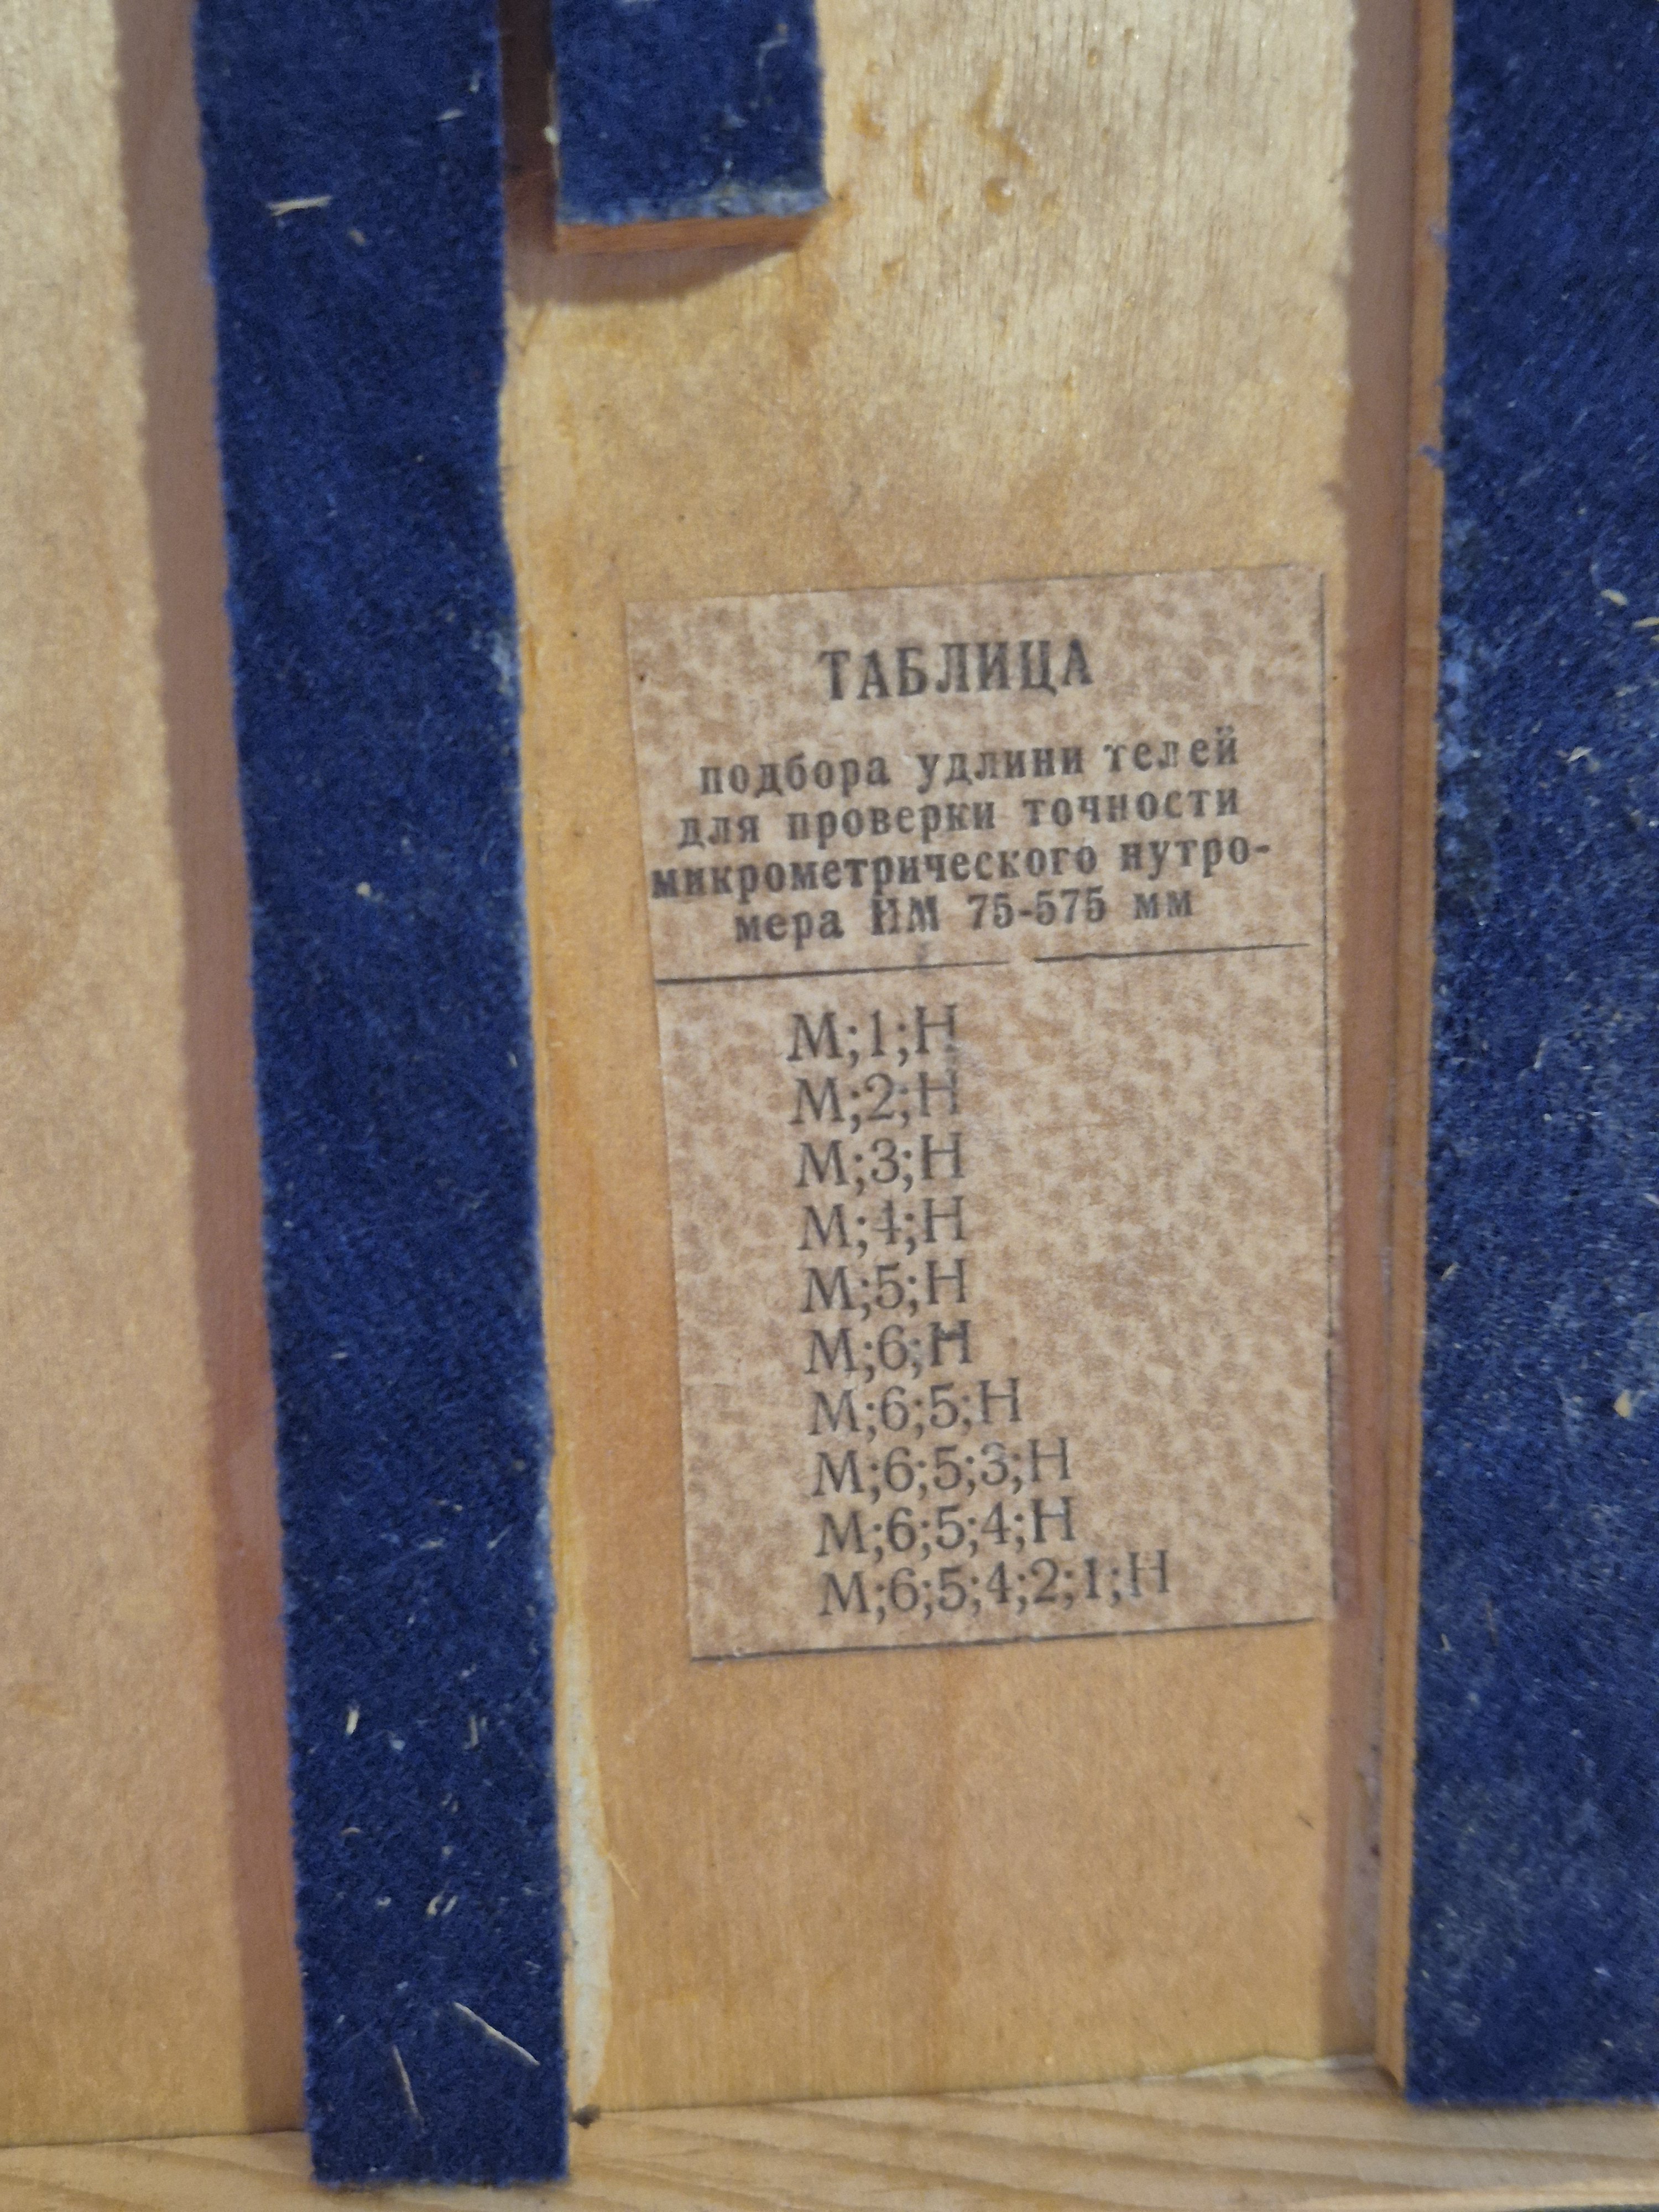 ТАБЛИЦА
подбора удлинителей
для проверки точности
микрометрического нутро-
мера НМ 75-575 мм
М;1;Н
М;2;Н
М;3;Н
М;4;Н
М;5;Н
М;6;Н
М;6;5;Н
М;6;5;3;Н
М;6;5;4;Н
М;6;5;4;2;1;Н